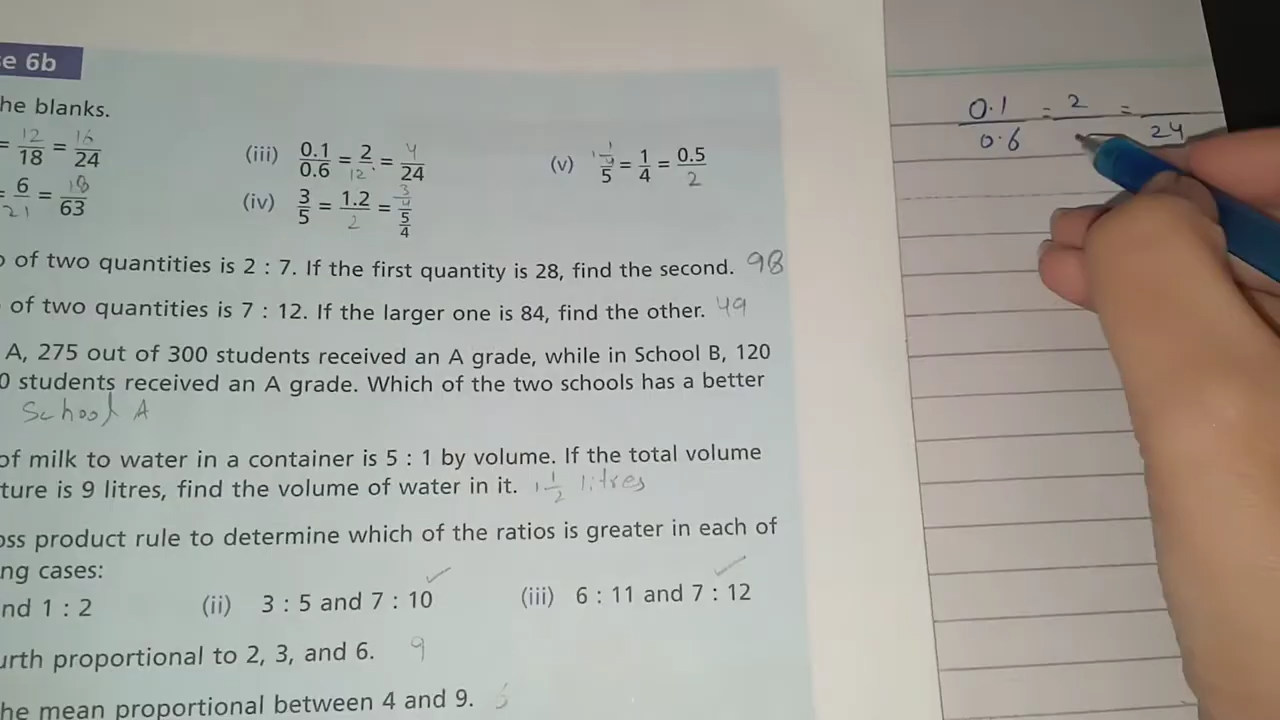 e 6b
he blanks.
= 12/18 = 16/24
(iii) 0.1/0.6 = 2/12 = 4/24
(v) 1 1/4 /5 = 1/4 = 0.5/2
= 6/21 = 18/63
(iv) 3/5 = 1.2/2 = 3/4 / 5/4
o of two quantities is 2 : 7. If the first quantity is 28, find the second. 98
of two quantities is 7 : 12. If the larger one is 84, find the other. 49
A, 275 out of 300 students received an A grade, while in School B, 120
0 students received an A grade. Which of the two schools has a better
School A
of milk to water in a container is 5 : 1 by volume. If the total volume
ture is 9 litres, find the volume of water in it. 1 1/2 litres
oss product rule to determine which of the ratios is greater in each of
ng cases:
nd 1 : 2
(ii) 3 : 5 and 7 : 10
(iii) 6 : 11 and 7 : 12
urth proportional to 2, 3, and 6. 9
he mean proportional between 4 and 9.
0.1/0.6 = 2/ = /24